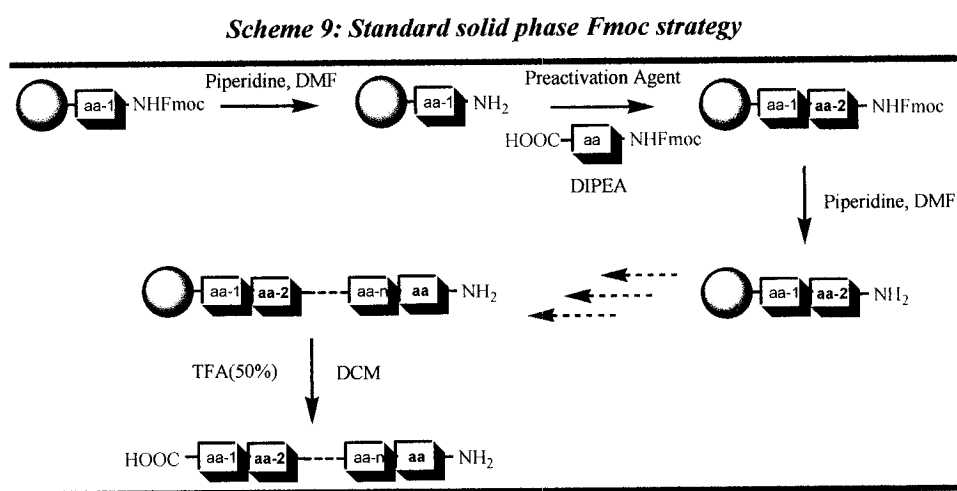 Scheme 9: Standard solid phase Fmoc strategy
aa-1 NHFmoc
Piperidine, DMF
aa-1 NH2
Preactivation Agent
HOOC aa NHFmoc
DIPEA
aa-1 aa-2 NHFmoc
Piperidine, DMF
aa-1 aa-2 NH2
aa-1 aa-2 aa-n aa NH2
TFA(50%) DCM
HOOC aa-1 aa-2 aa-n aa NH2